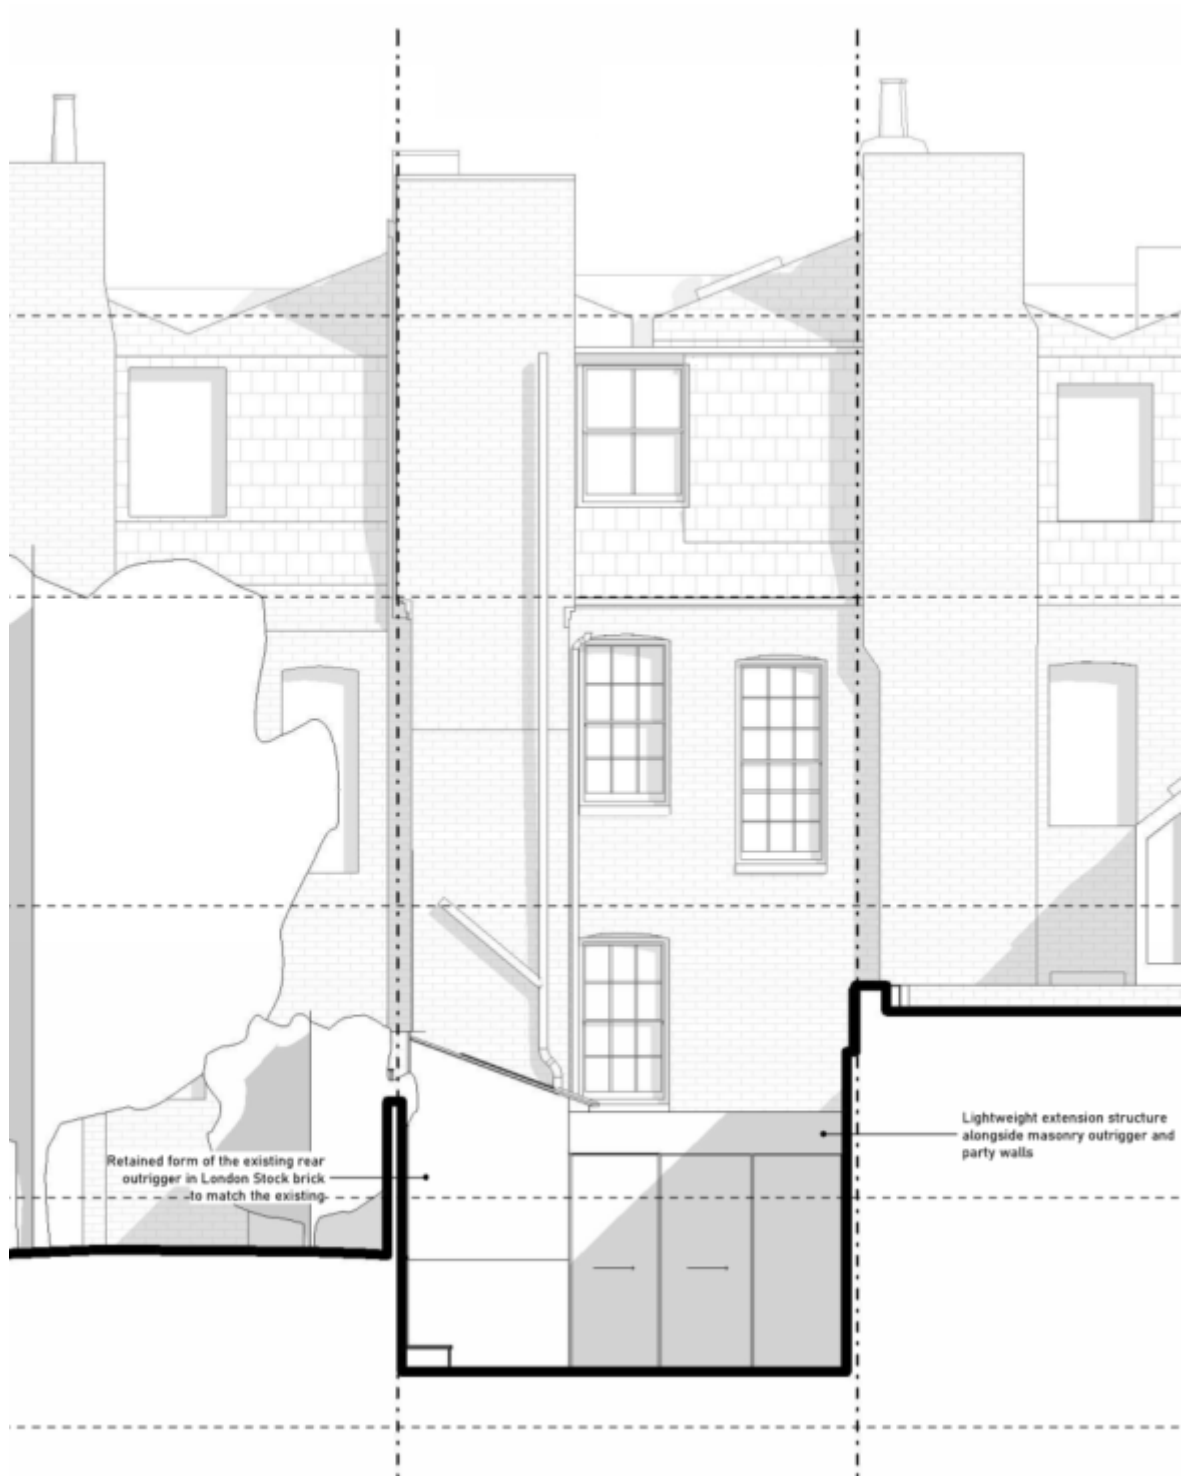 Retained form of the existing rear
outrigger in London Stock brick
to match the existing
Lightweight extension structure
alongside masonry outrigger and
party walls